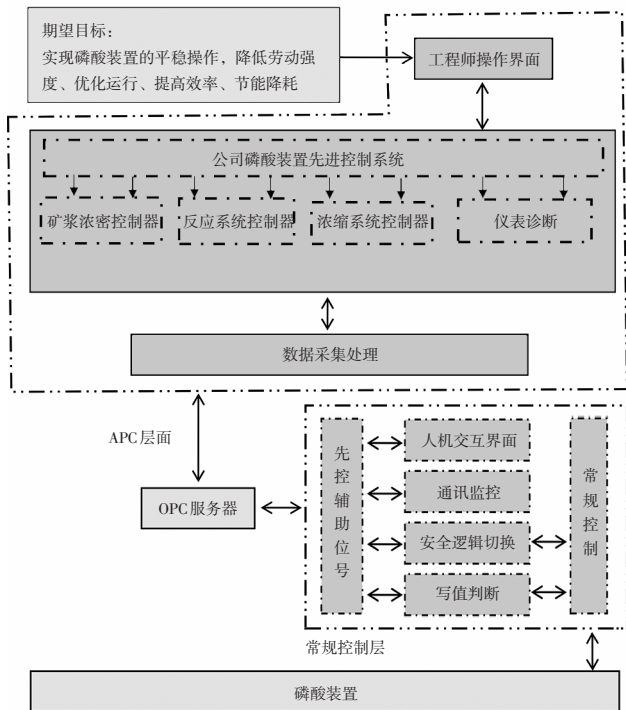 期望目标：
实现磷酸装置的平稳操作，降低劳动强
度、优化运行、提高效率、节能降耗
工程师操作界面
公司磷酸装置先进控制系统
矿浆浓密控制器
反应系统控制器
浓缩系统控制器
仪表诊断
数据采集处理
APC层面
OPC服务器
先控辅助位号
人机交互界面
通讯监控
安全逻辑切换
写值判断
常规控制
常规控制层
磷酸装置